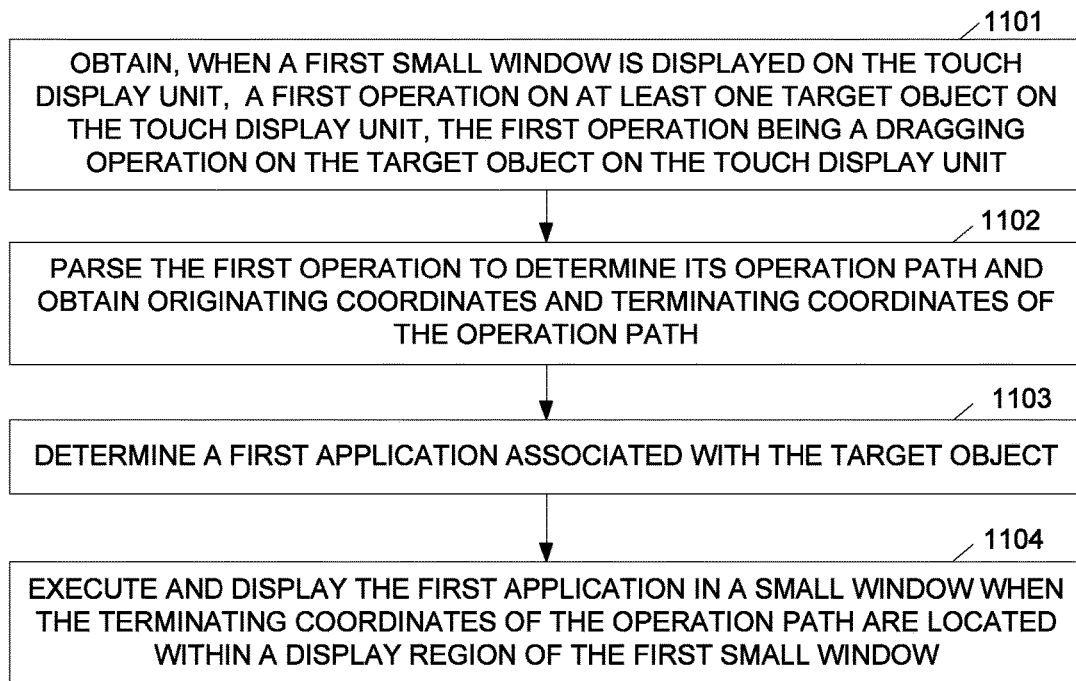 1101
OBTAIN, WHEN A FIRST SMALL WINDOW IS DISPLAYED ON THE TOUCH
DISPLAY UNIT, A FIRST OPERATION ON AT LEAST ONE TARGET OBJECT ON
THE TOUCH DISPLAY UNIT, THE FIRST OPERATION BEING A DRAGGING
OPERATION ON THE TARGET OBJECT ON THE TOUCH DISPLAY UNIT
1102
PARSE THE FIRST OPERATION TO DETERMINE ITS OPERATION PATH AND
OBTAIN ORIGINATING COORDINATES AND TERMINATING COORDINATES OF
THE OPERATION PATH
1103
DETERMINE A FIRST APPLICATION ASSOCIATED WITH THE TARGET OBJECT
1104
EXECUTE AND DISPLAY THE FIRST APPLICATION IN A SMALL WINDOW WHEN
THE TERMINATING COORDINATES OF THE OPERATION PATH ARE LOCATED
WITHIN A DISPLAY REGION OF THE FIRST SMALL WINDOW